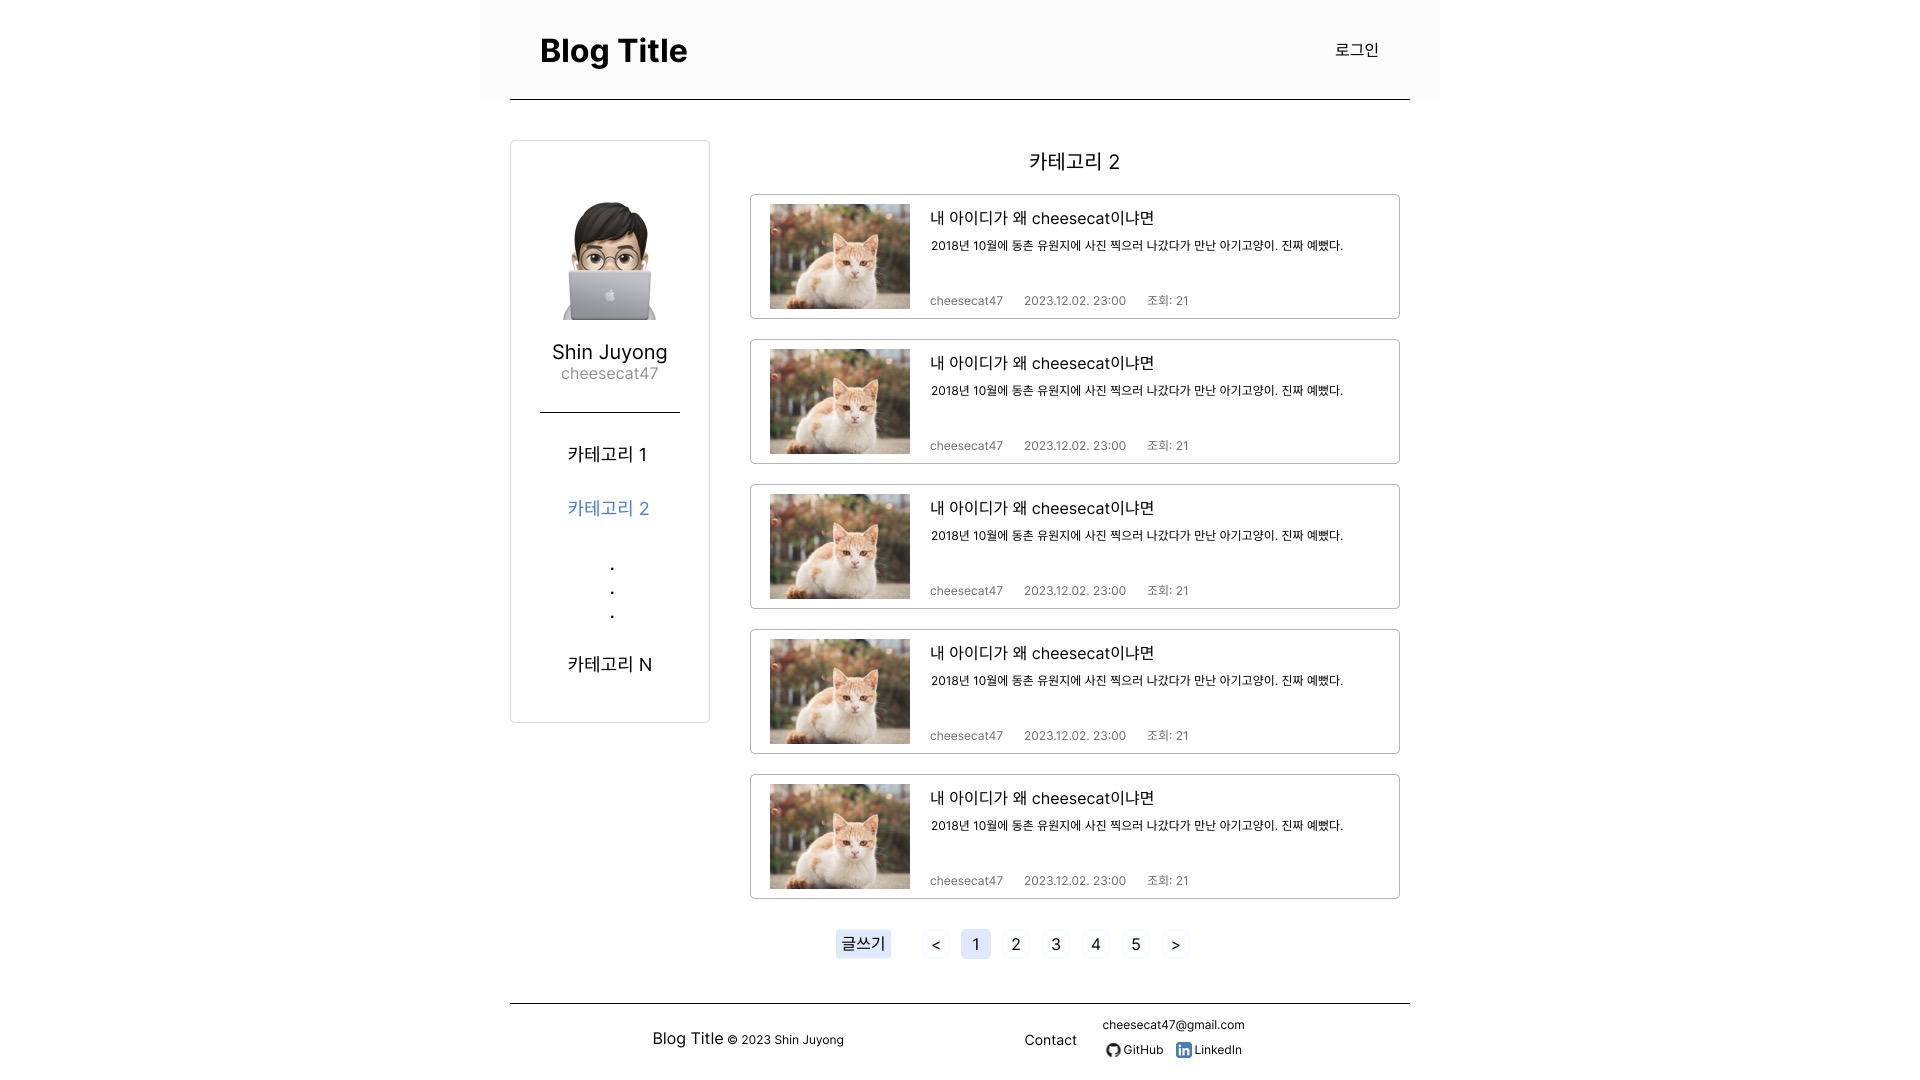 Blog Title
로그인
Shin Juyong
cheesecat47
카테고리 1
카테고리 2
.
.
.
카테고리 N
카테고리 2
내 아이디가 왜 cheesecat이냐면
2018년 10월에 동촌 유원지에 사진 찍으러 나갔다가 만난 아기고양이. 진짜 예뻤다.
cheesecat47 2023.12.02. 23:00 조회: 21
내 아이디가 왜 cheesecat이냐면
2018년 10월에 동촌 유원지에 사진 찍으러 나갔다가 만난 아기고양이. 진짜 예뻤다.
cheesecat47 2023.12.02. 23:00 조회: 21
내 아이디가 왜 cheesecat이냐면
2018년 10월에 동촌 유원지에 사진 찍으러 나갔다가 만난 아기고양이. 진짜 예뻤다.
cheesecat47 2023.12.02. 23:00 조회: 21
내 아이디가 왜 cheesecat이냐면
2018년 10월에 동촌 유원지에 사진 찍으러 나갔다가 만난 아기고양이. 진짜 예뻤다.
cheesecat47 2023.12.02. 23:00 조회: 21
내 아이디가 왜 cheesecat이냐면
2018년 10월에 동촌 유원지에 사진 찍으러 나갔다가 만난 아기고양이. 진짜 예뻤다.
cheesecat47 2023.12.02. 23:00 조회: 21
글쓰기 < 1 2 3 4 5 >
Blog Title © 2023 Shin Juyong
Contact
cheesecat47@gmail.com
GitHub LinkedIn